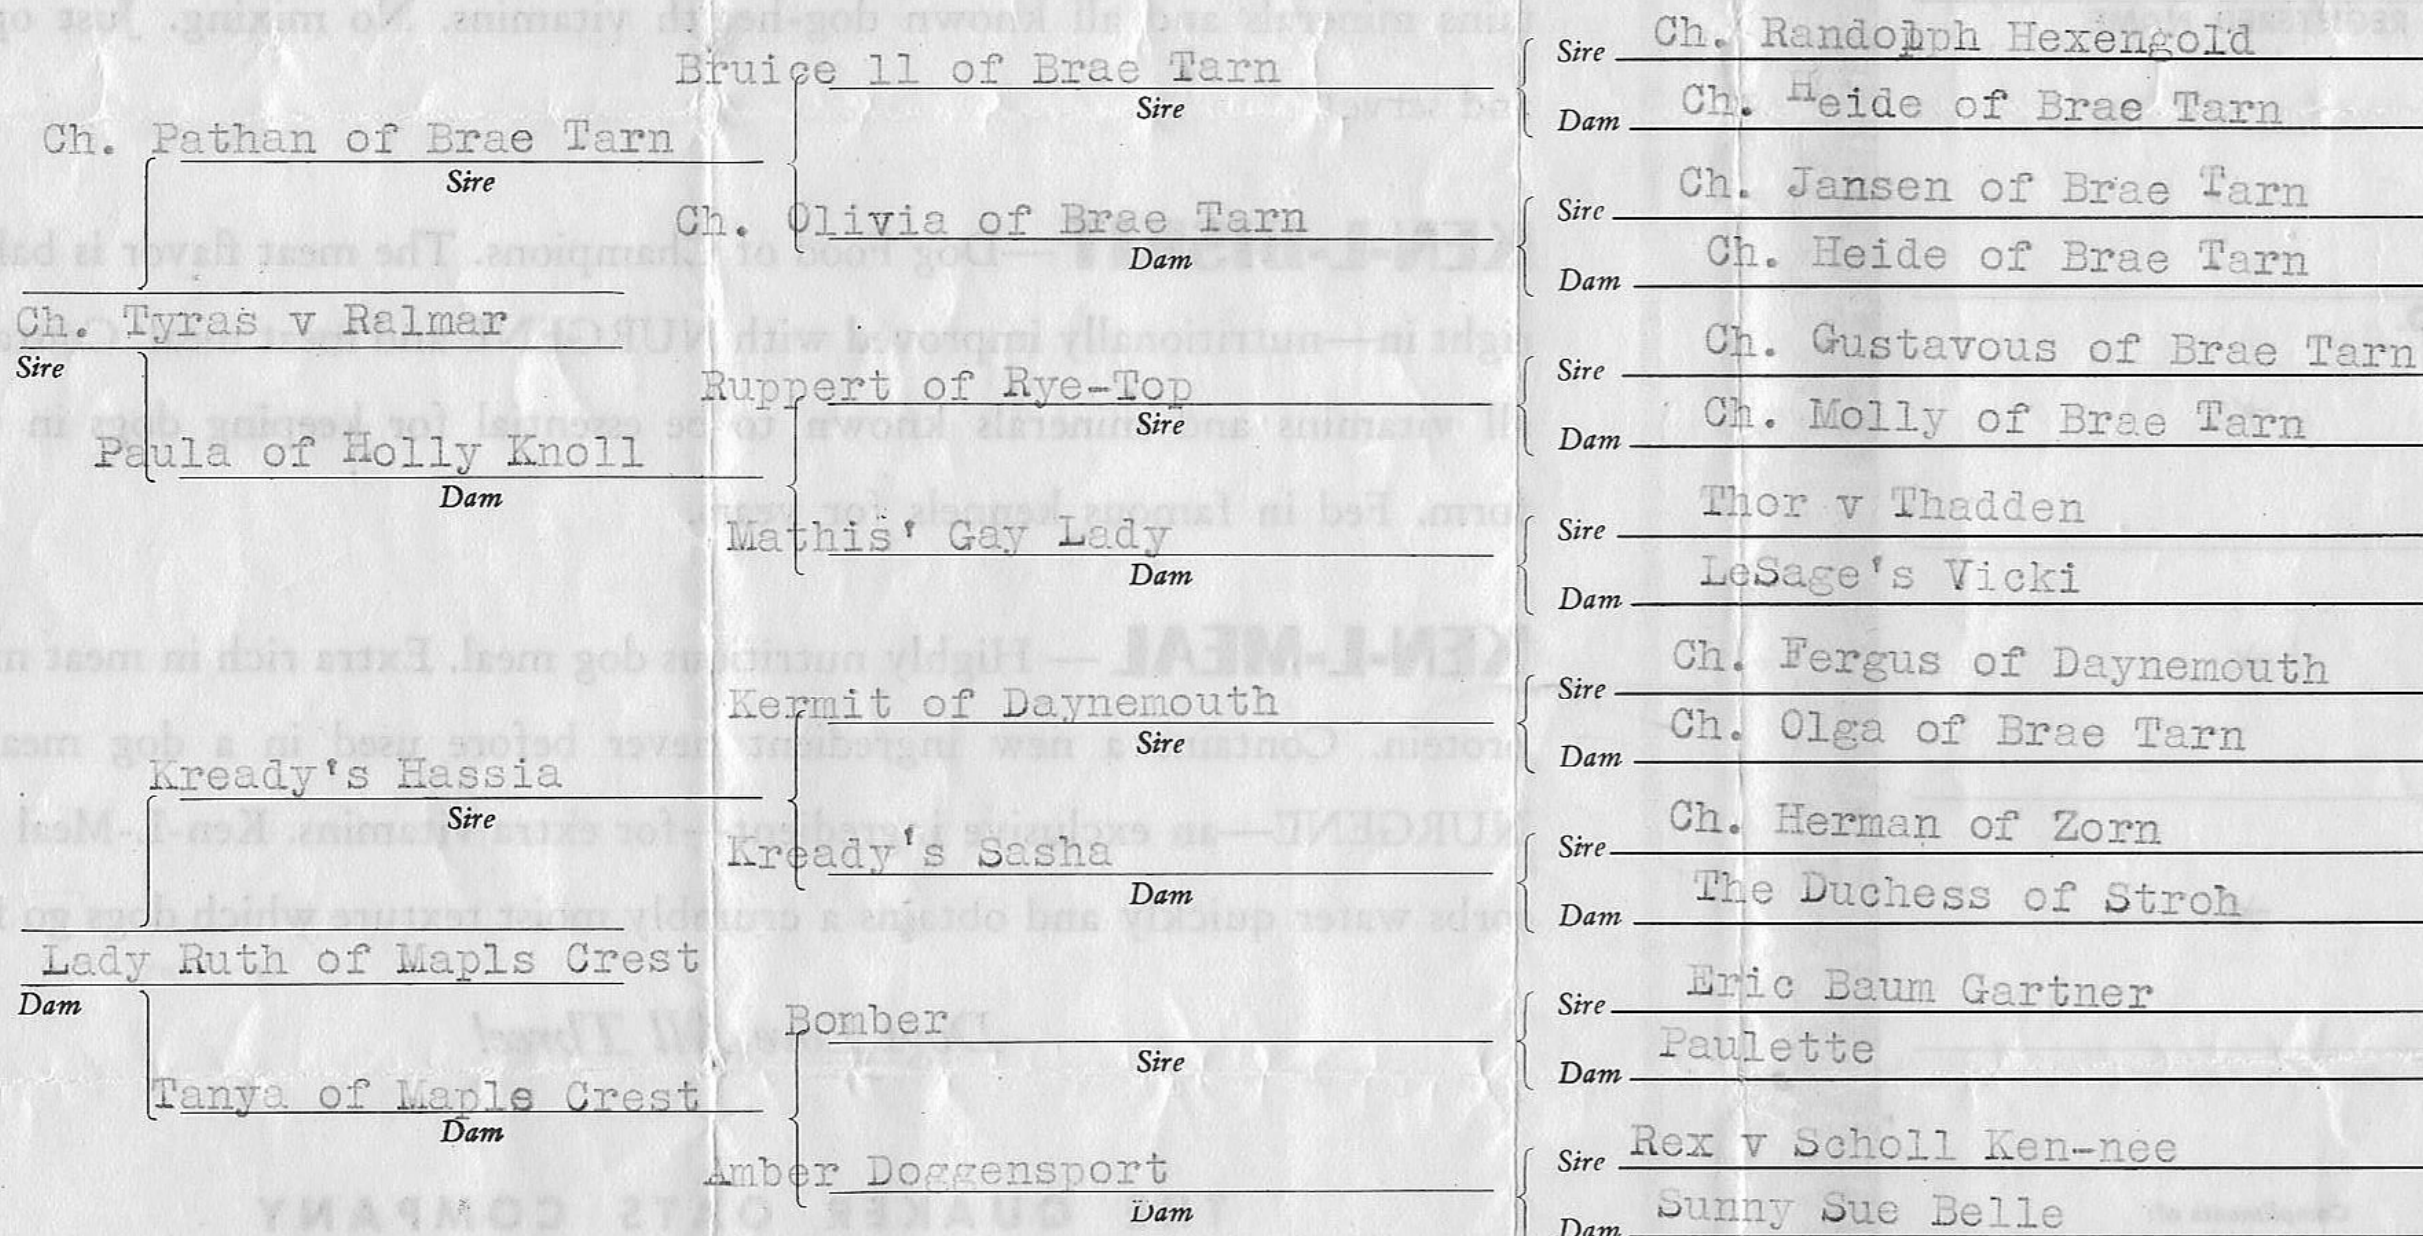 Ch. Randolph Hexengold
Sire
Bruice 11 of Brae Tarn
Sire
Ch. Heide of Brae Tarn
Dam
Ch. Pathan of Brae Tarn
Sire
Ch. Jansen of Brae Tarn
Sire
Ch. Olivia of Brae Tarn
Dam
Ch. Heide of Brae Tarn
Dam
Ch. Tyras v Ralmar
Sire
Ch. Gustavous of Brae Tarn
Sire
Ruppert of Rye-Top
Sire
Ch. Molly of Brae Tarn
Dam
Paula of Holly Knoll
Dam
Thor v Thadden
Sire
Mathis' Gay Lady
Dam
LeSage's Vicki
Dam
Ch. Fergus of Daynemouth
Sire
Kermit of Daynemouth
Sire
Ch. Olga of Brae Tarn
Dam
Kready's Hassia
Sire
Ch. Herman of Zorn
Sire
Kready's Sasha
Dam
The Duchess of Stroh
Dam
Lady Ruth of Mapls Crest
Dam
Eric Baum Gartner
Sire
Bomber
Sire
Paulette
Dam
Tanya of Maple Crest
Dam
Rex v Scholl Ken-nee
Sire
Amber Doggensport
Dam
Sunny Sue Belle
Dam